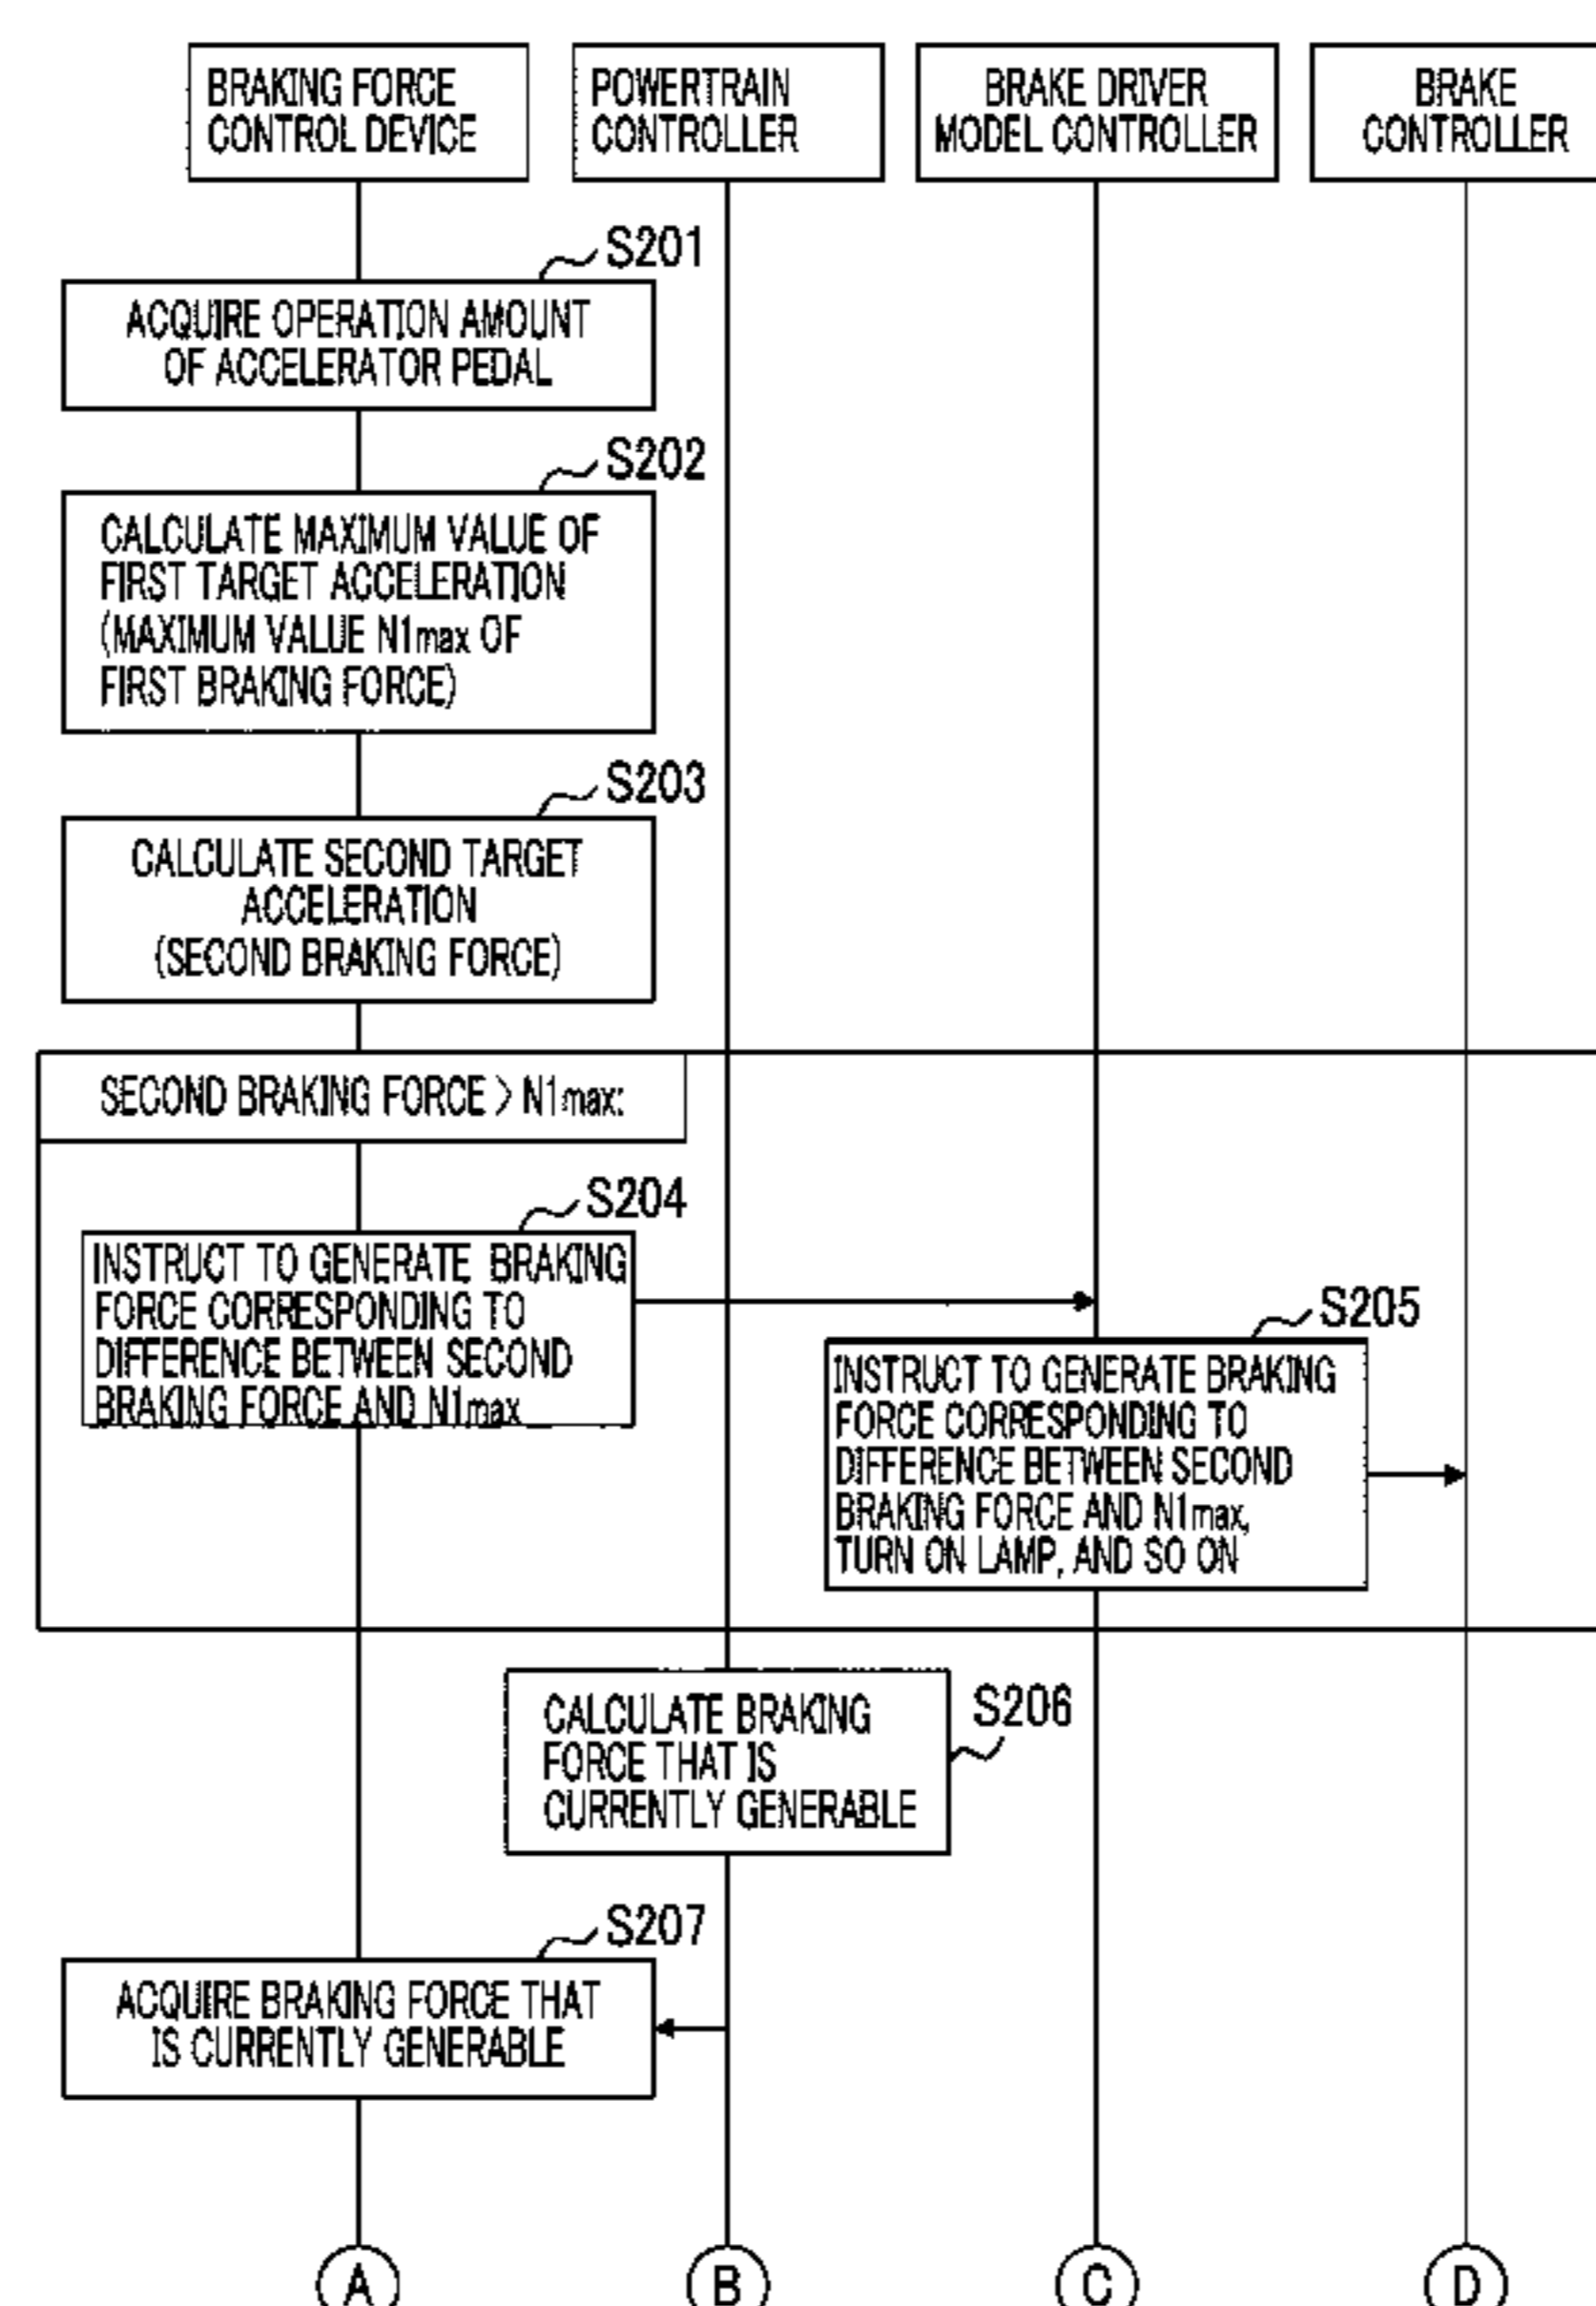 BRAKING FORCE
CONTROL DEVICE
POWERTRAIN
CONTROLLER
BRAKE DRIVER
MODEL CONTROLLER
BRAKE
CONTROLLER
S201
ACQUIRE OPERATION AMOUNT
OF ACCELERATOR PEDAL
S202
CALCULATE MAXIMUM VALUE OF
FIRST TARGET ACCELERATION
(MAXIMUM VALUE N1max OF
FIRST BRAKING FORCE)
S203
CALCULATE SECOND TARGET
ACCELERATION
(SECOND BRAKING FORCE)
SECOND BRAKING FORCE > N1max:
S204
INSTRUCT TO GENERATE BRAKING
FORCE CORRESPONDING TO
DIFFERENCE BETWEEN SECOND
BRAKING FORCE AND N1max
S205
INSTRUCT TO GENERATE BRAKING
FORCE CORRESPONDING TO
DIFFERENCE BETWEEN SECOND
BRAKING FORCE AND N1max,
TURN ON LAMP, AND SO ON
S206
CALCULATE BRAKING
FORCE THAT IS
CURRENTLY GENERABLE
S207
ACQUIRE BRAKING FORCE THAT
IS CURRENTLY GENERABLE
A
B
C
D